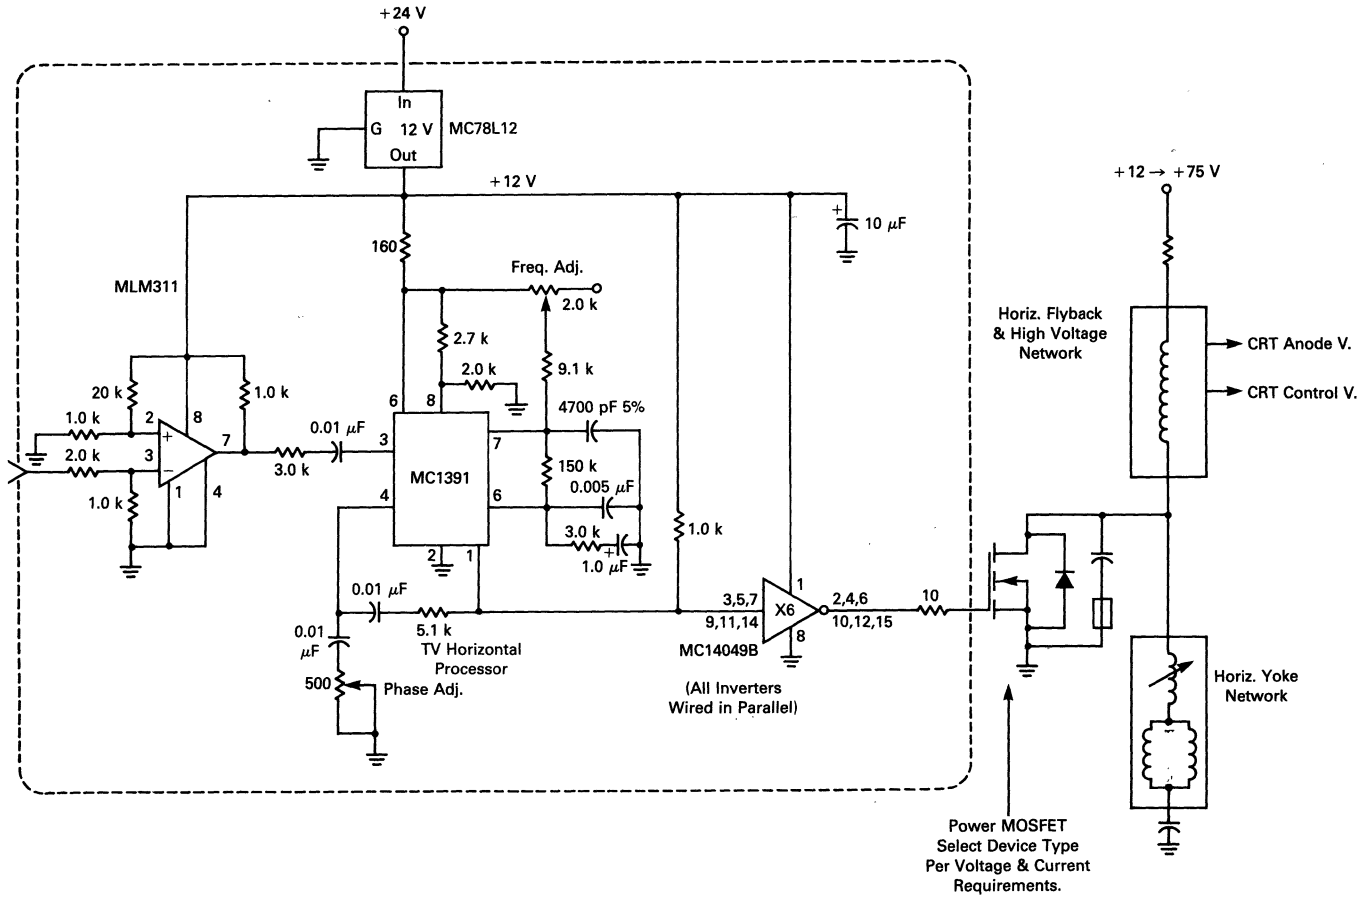 +24 V
In
G 12 V
Out
MC78L12
+12 V
+
10 μF
160
MLM311
Freq. Adj.
2.0 k
2.7 k
2.0 k
9.1 k
20 k
1.0 k
1.0 k
2
8
+
7
3
−
2.0 k
1.0 k
1
4
3.0 k
0.01 μF
6
8
3
4
MC1391
7
6
2
1
4700 pF 5%
150 k
0.005 μF
3.0 k
+
1.0 μF
1.0 k
0.01 μF
5.1 k
TV Horizontal
Processor
0.01
μF
500
Phase Adj.
3,5,7
9,11,14
X6
1
8
2,4,6
10,12,15
MC14049B
(All Inverters
Wired in Parallel)
10
+12 → +75 V
Horiz. Flyback
& High Voltage
Network
CRT Anode V.
CRT Control V.
Horiz. Yoke
Network
Power MOSFET
Select Device Type
Per Voltage & Current
Requirements.